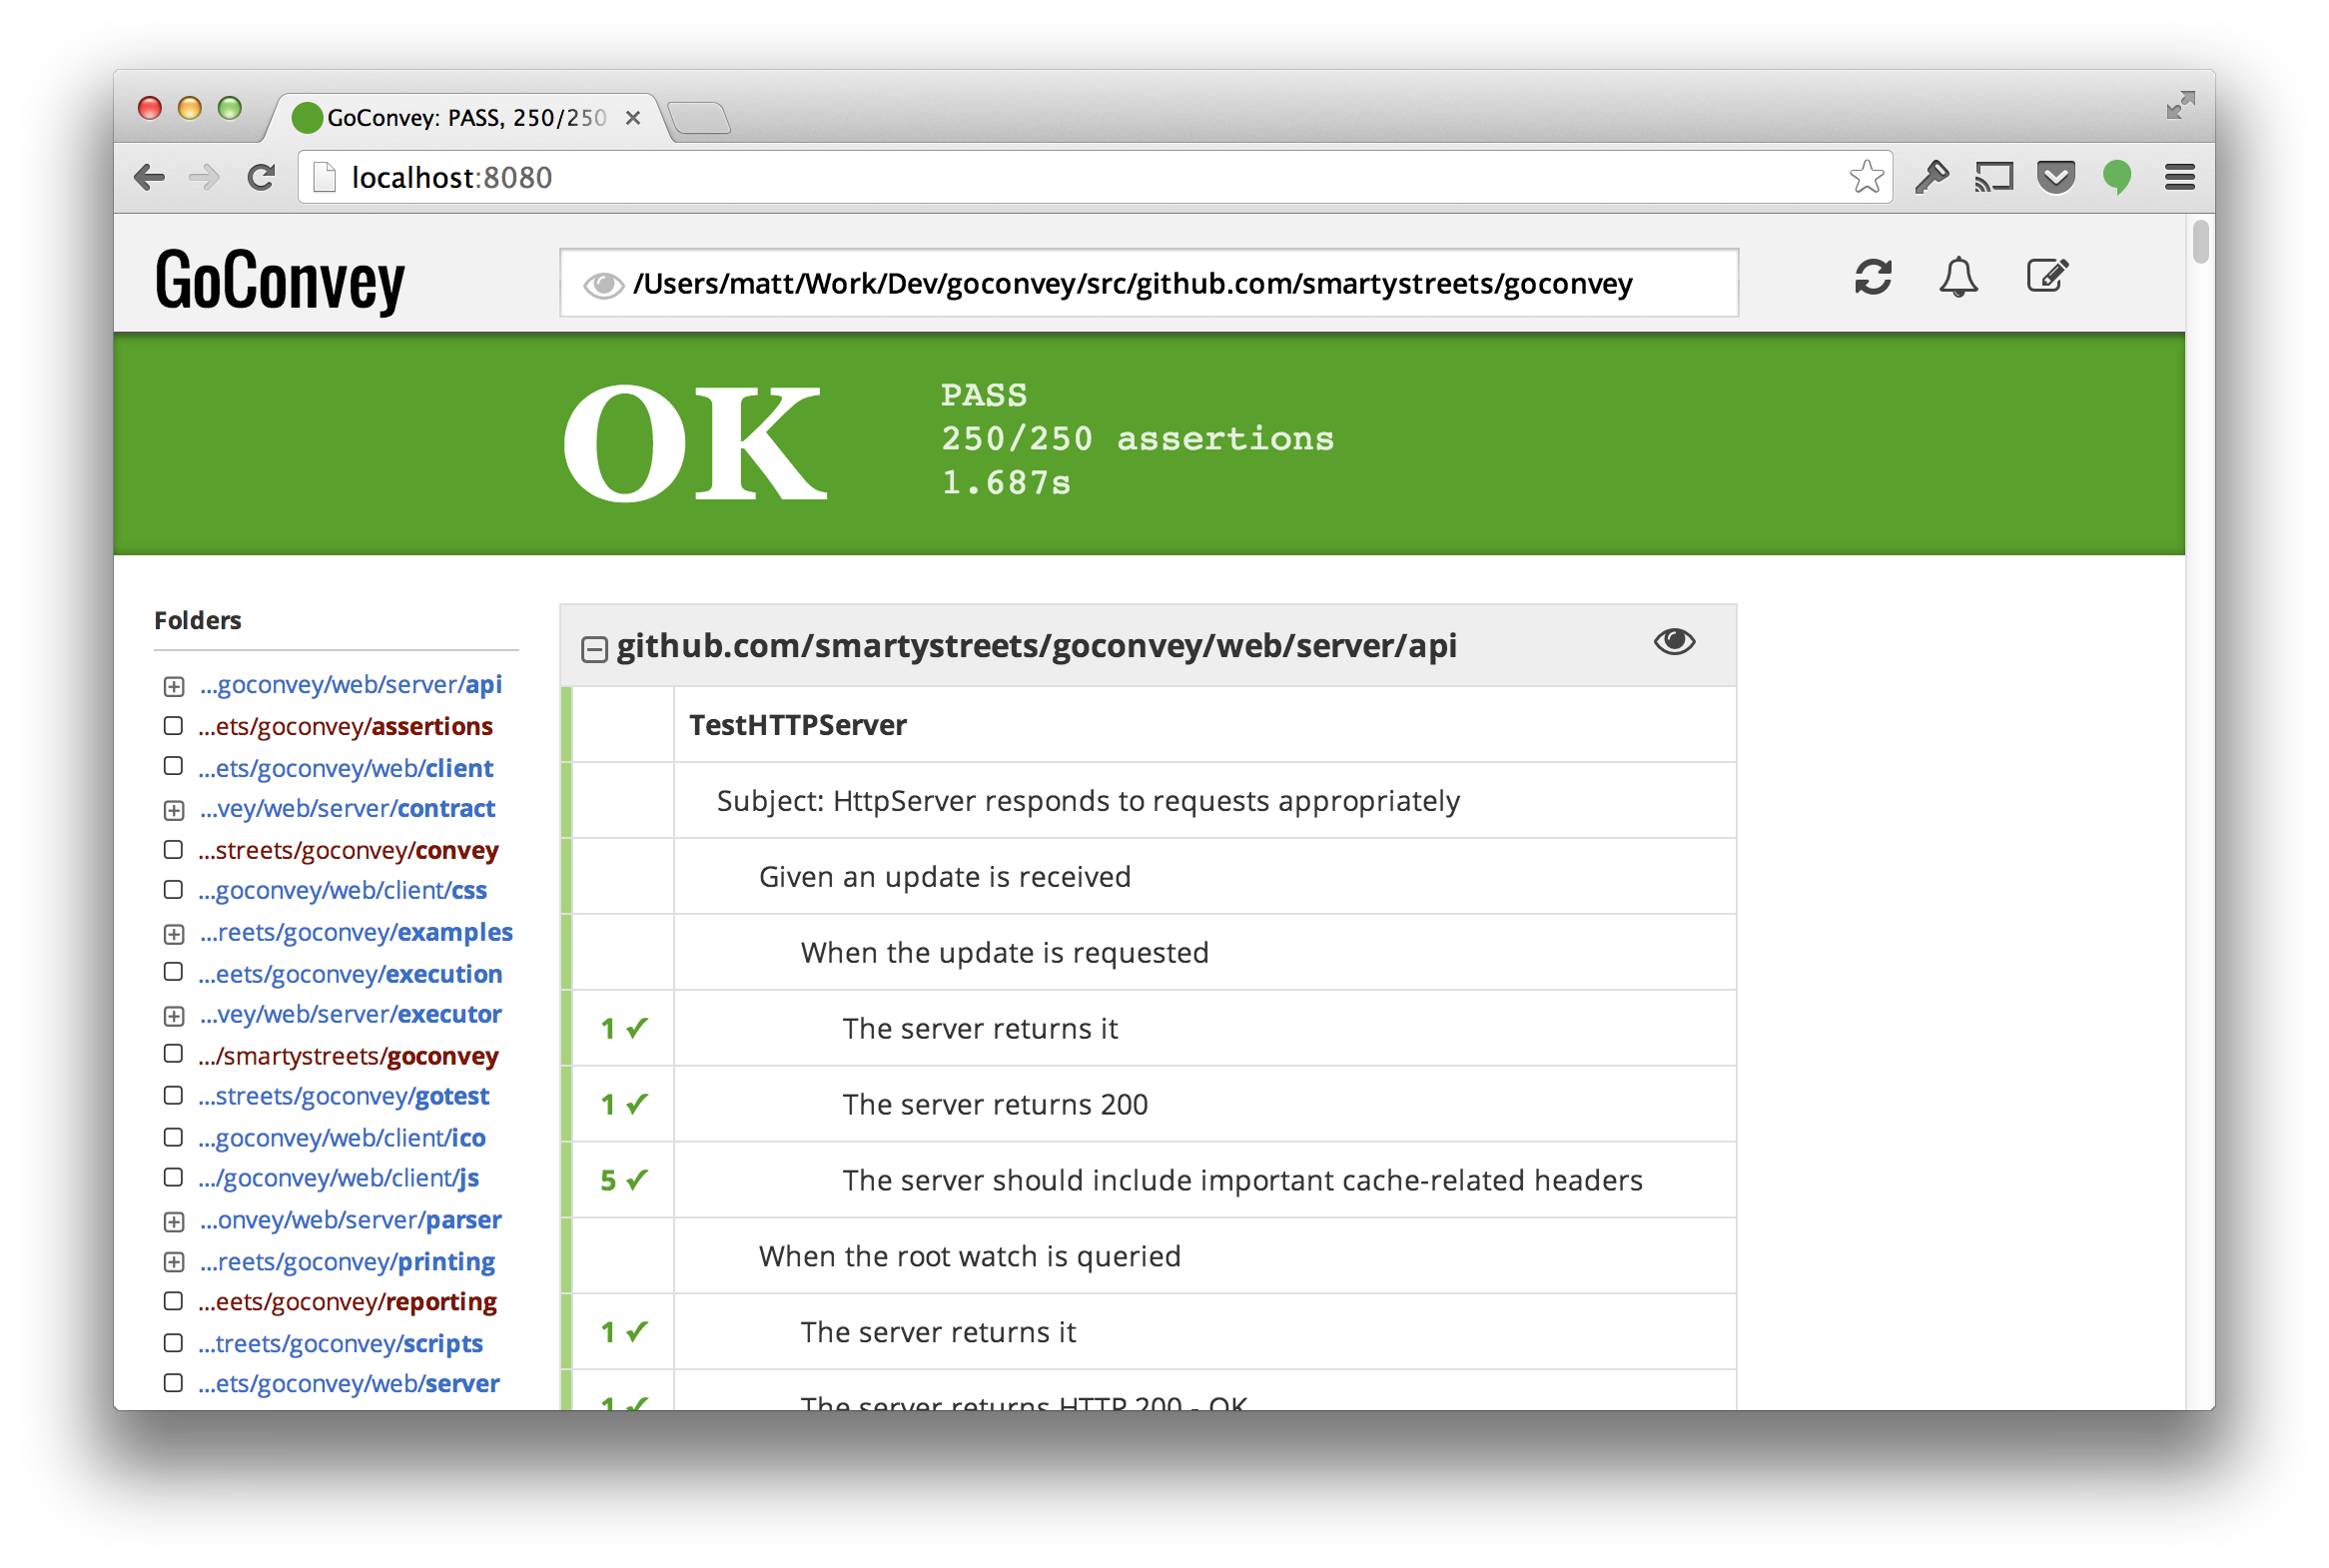 GoConvey: PASS, 250/250
localhost:8080
GoConvey
/Users/matt/Work/Dev/goconvey/src/github.com/smartystreets/goconvey
OK
PASS
250/250 assertions
1.687s
Folders
...goconvey/web/server/api
...ets/goconvey/assertions
...ets/goconvey/web/client
...vey/web/server/contract
...streets/goconvey/convey
...goconvey/web/client/css
...reets/goconvey/examples
...eets/goconvey/execution
...vey/web/server/executor
.../smartystreets/goconvey
...streets/goconvey/gotest
...goconvey/web/client/ico
.../goconvey/web/client/js
...onvey/web/server/parser
...reets/goconvey/printing
...eets/goconvey/reporting
...treets/goconvey/scripts
...ets/goconvey/web/server
github.com/smartystreets/goconvey/web/server/api
TestHTTPServer
Subject: HttpServer responds to requests appropriately
Given an update is received
When the update is requested
1 ✓ The server returns it
1 ✓ The server returns 200
5 ✓ The server should include important cache-related headers
When the root watch is queried
1 ✓ The server returns it
1 ✓ The server returns HTTP 200 - OK